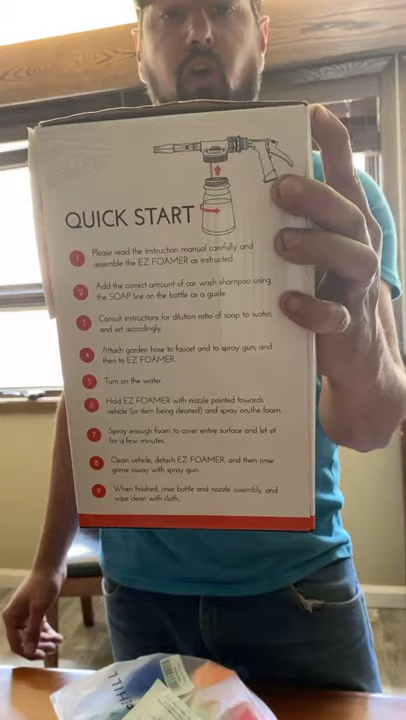 QUICK START
1 Please read the instruction manual carefully and
assemble the EZ FOAMER as instructed
2 Add the correct amount of car wash shampoo using
the SOAP line on the bottle as a guide.
3 Consult instructions for dilution ratio of soap to water,
and set accordingly.
4 Attach garden hose to faucet and to spray gun, and
then to EZ FOAMER.
5 Turn on the water.
6 Hold EZ FOAMER with nozzle pointed towards
vehicle (or item being cleaned) and spray on the foam.
7 Spray enough foam to cover entire surface and let sit
for a few minutes.
8 Clean vehicle, detach EZ FOAMER, and then rinse
grime away with spray gun.
9 When finished, rinse bottle and nozzle assembly, and
wipe clean with cloth.